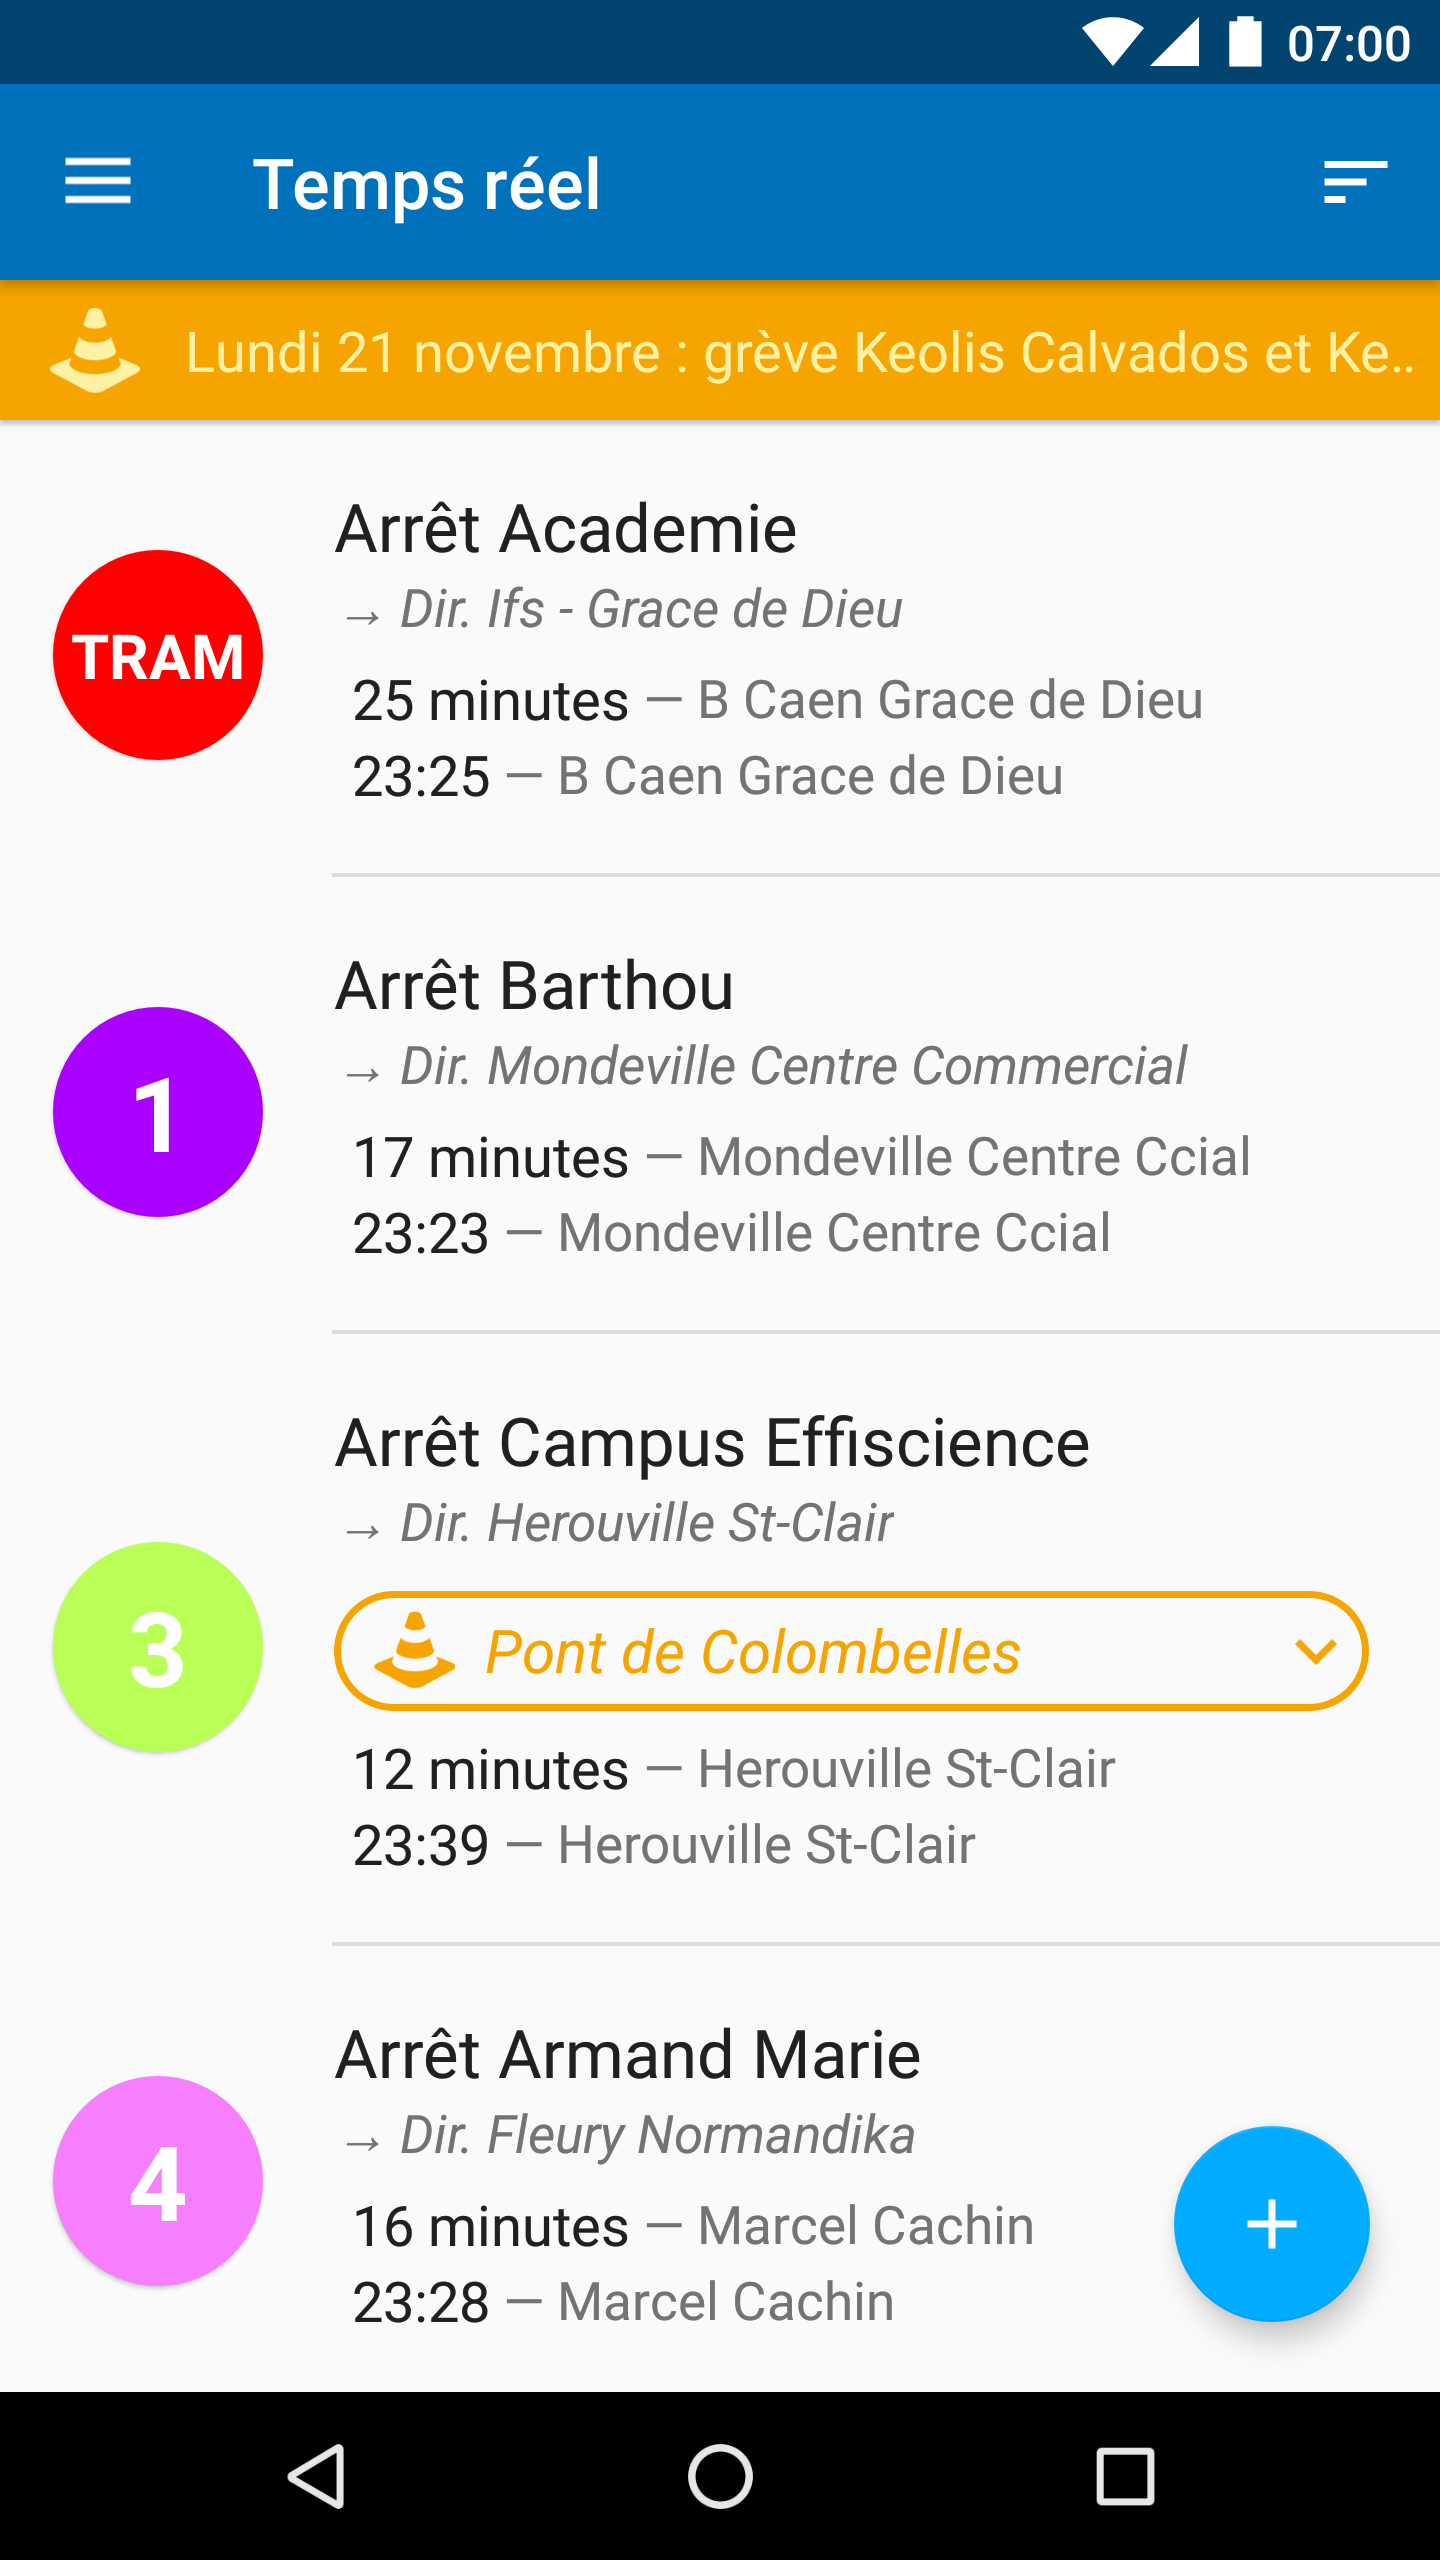 07:00
Temps réel
Lundi 21 novembre : grève Keolis Calvados et Ke..
Arrêt Academie
→ Dir. Ifs - Grace de Dieu
TRAM
25 minutes — B Caen Grace de Dieu
23:25 — B Caen Grace de Dieu
Arrêt Barthou
→ Dir. Mondeville Centre Commercial
1
17 minutes — Mondeville Centre Ccial
23:23 — Mondeville Centre Ccial
Arrêt Campus Effiscience
→ Dir. Herouville St-Clair
3
Pont de Colombelles
12 minutes — Herouville St-Clair
23:39 — Herouville St-Clair
Arrêt Armand Marie
→ Dir. Fleury Normandika
4
16 minutes — Marcel Cachin
23:28 — Marcel Cachin